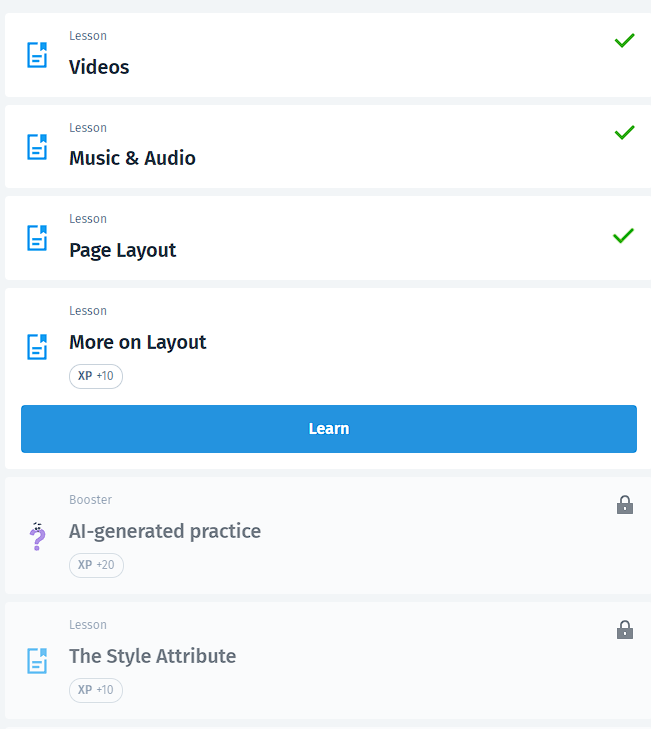 Lesson
Videos
Lesson
Music & Audio
Lesson
Page Layout
Lesson
More on Layout
XP +10
Learn
Booster
AI-generated practice
XP +20
Lesson
The Style Attribute
XP +10